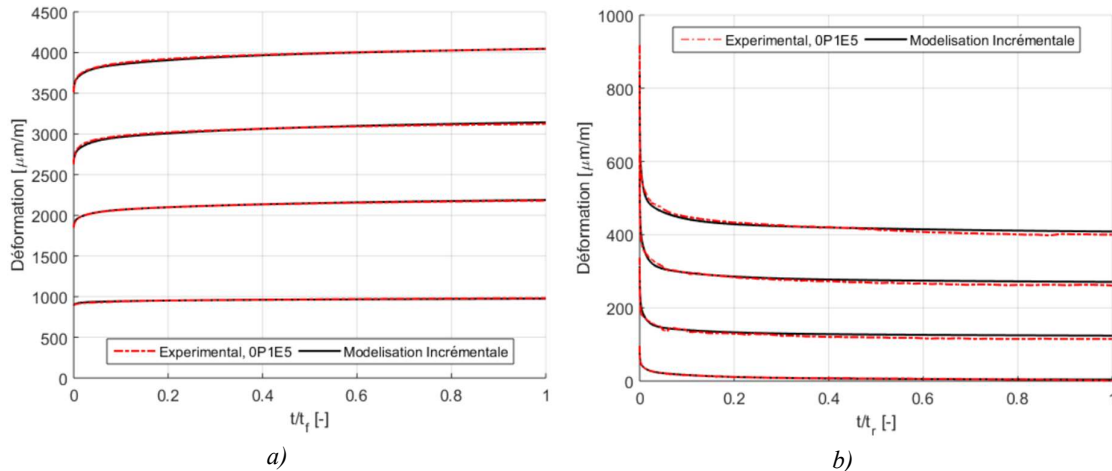 4500
4000
3500
3000
2500
2000
1500
1000
500
0
Déformation [μm/m]
Experimental, 0P1E5 Modelisation Incrémentale
0 0.2 0.4 0.6 0.8 1
t/t_f [-]
a)
1000
800
600
400
200
0
Déformation [μm/m]
Experimental, 0P1E5 Modelisation Incrémentale
0 0.2 0.4 0.6 0.8 1
t/t_r [-]
b)